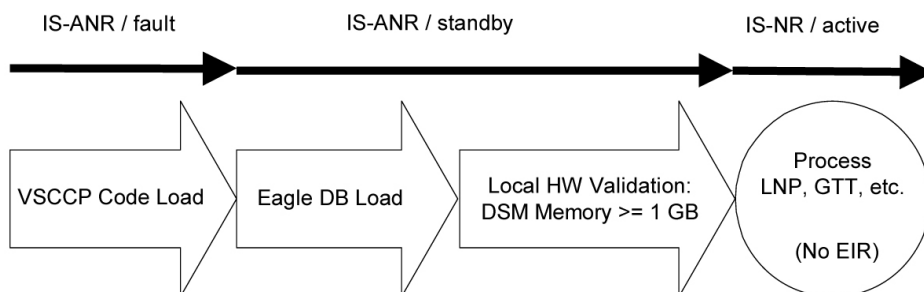 IS-ANR / fault
IS-ANR / standby
IS-NR / active
VSCCP Code Load
Eagle DB Load
Local HW Validation:
DSM Memory >= 1 GB
Process
LNP, GTT, etc.
(No EIR)